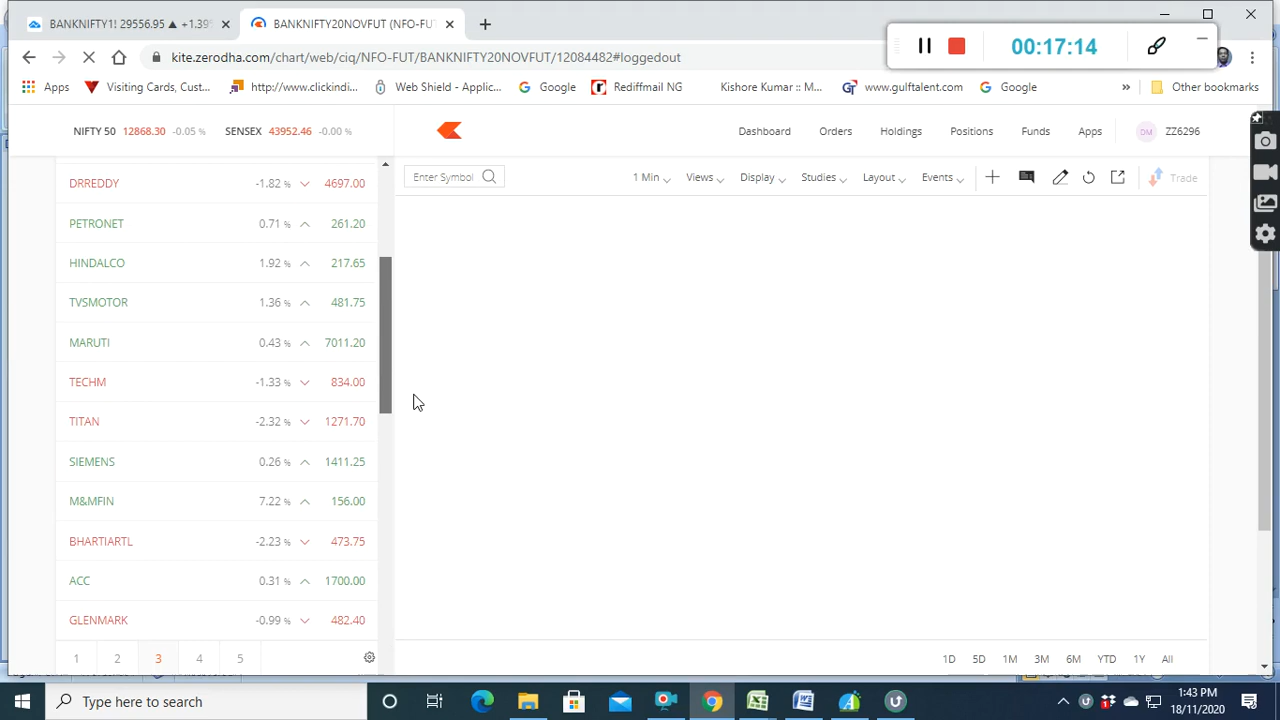 BANKNIFTY1! 29556.95 ▲ +1.39% × BANKNIFTY20NOVFUT (NFO-FUT × +
00:17:14
kite.zerodha.com/chart/web/ciq/NFO-FUT/BANKNIFTY20NOVFUT/12084482#loggedout
Apps Visiting Cards, Cust... http://www.clickindi... Web Shield - Applic... Google Rediffmail NG Kishore Kumar :: M... www.gulftalent.com Google » Other bookmarks
NIFTY 50 12868.30 -0.05 % SENSEX 43952.46 -0.00 % Dashboard Orders Holdings Positions Funds Apps DM ZZ6296
Enter Symbol 1 Min Views Display Studies Layout Events Trade
DRREDDY -1.82 % 4697.00
PETRONET 0.71 % 261.20
HINDALCO 1.92 % 217.65
TVSMOTOR 1.36 % 481.75
MARUTI 0.43 % 7011.20
TECHM -1.33 % 834.00
TITAN -2.32 % 1271.70
SIEMENS 0.26 % 1411.25
M&MFIN 7.22 % 156.00
BHARTIARTL -2.23 % 473.75
ACC 0.31 % 1700.00
GLENMARK -0.99 % 482.40
1 2 3 4 5 1D 5D 1M 3M 6M YTD 1Y All
Type here to search
1:43 PM
18/11/2020